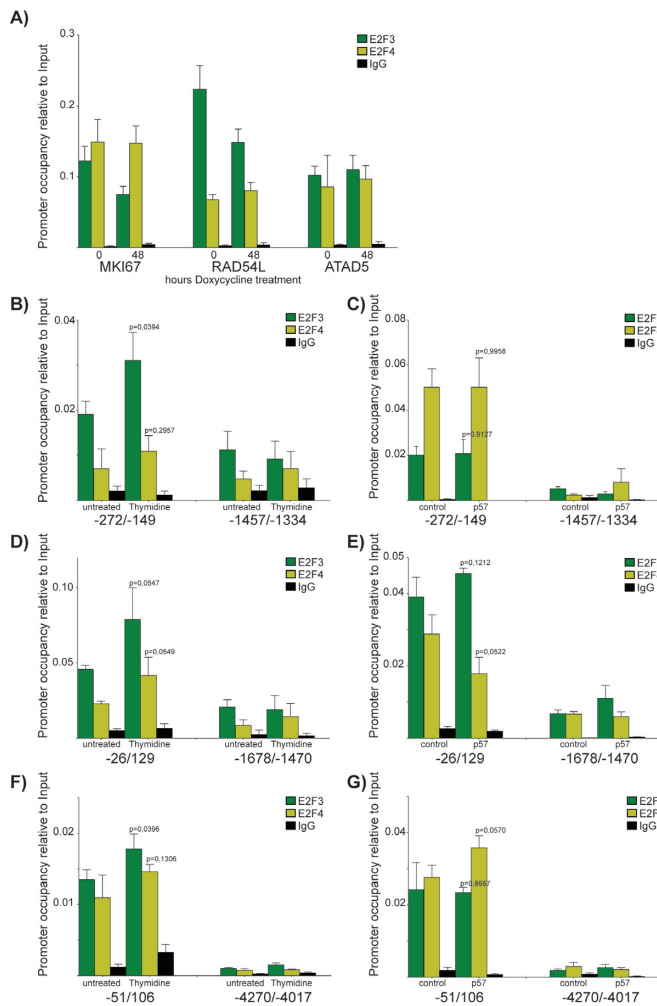 A)
Promoter occupancy relative to Input
0.3
0.2
0.1
E2F3
E2F4
IgG
0 48 0 48 0 48
MKI67 RAD54L ATAD5
hours Doxycycline treatment
B)
Promoter occupancy relative to Input
0.04
0.02
E2F3
E2F4
IgG
p=0.0394
p=0,2957
untreated Thymidine untreated Thymidine
-272/-149 -1457/-1334
C)
Promoter occupancy relative to Input
0.08
0.06
0.04
0.02
E2F
E2F
IgG
p=0,9958
p=0,9127
control p57 control p57
-272/-149 -1457/-1334
D)
Promoter occupancy relative to Input
0.10
0.05
E2F3
E2F4
IgG
p=0,0547
p=0,0549
untreated Thymidine untreated Thymidine
-26/129 -1678/-1470
E)
Promoter occupancy relative to Input
0.05
0.04
0.02
E2F
E2F
IgG
p=0,1212
p=0,0522
control p57 control p57
-26/129 -1678/-1470
F)
Promoter occupancy relative to Input
0.02
0.01
E2F3
E2F4
IgG
p=0,0396
p=0,1306
untreated Thymidine untreated Thymidine
-51/106 -4270/-4017
G)
Promoter occupancy relative to Input
0.04
0.02
0.00
E2F
E2F
IgG
p=0,0570
p=0,8667
control p57 control p57
-51/106 -4270/-4017